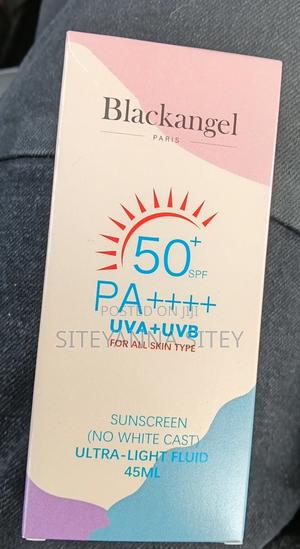 Blackangel
PARIS
50+
SPF
PA++++
POSTED ON JIJI
UVA+UVB
SITEYANNA SITEY
FOR ALL SKIN TYPE
SUNSCREEN
(NO WHITE CAST)
ULTRA-LIGHT FLUID
45ML